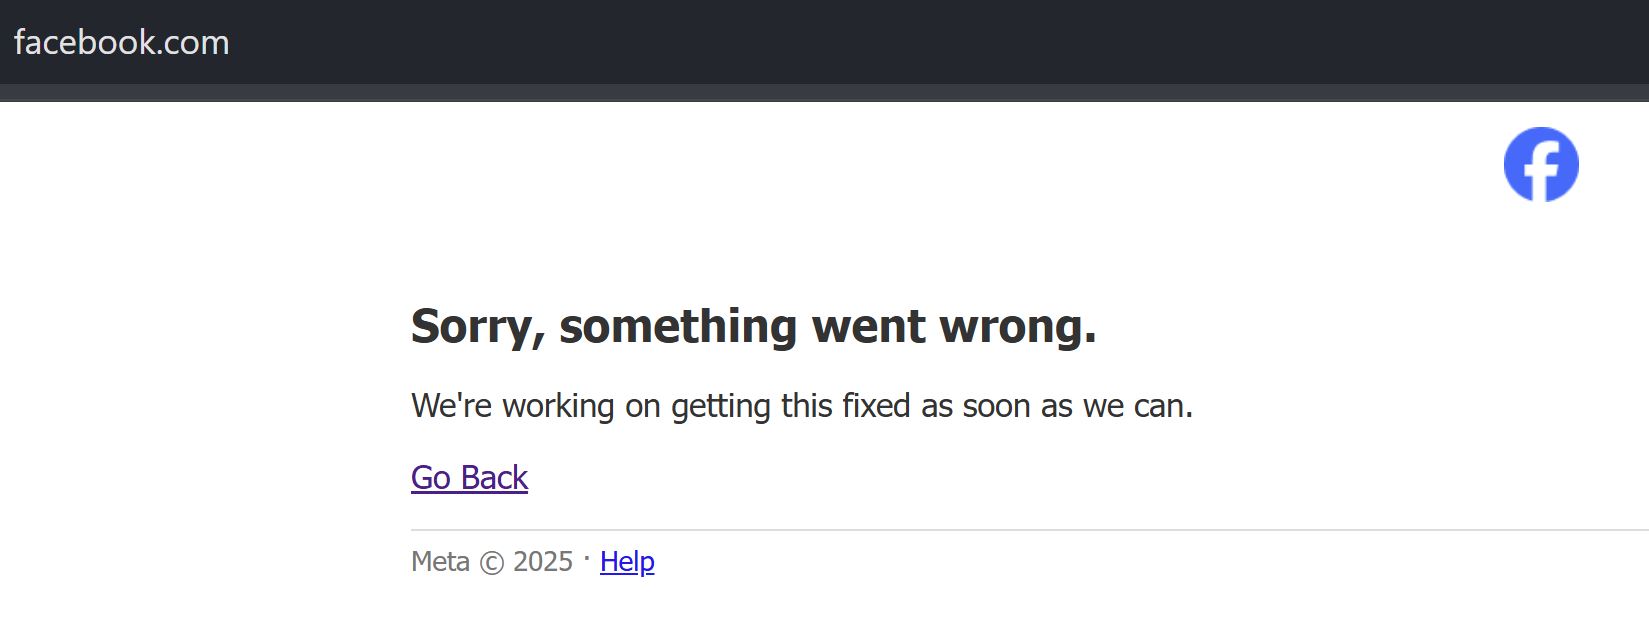 facebook.com
Sorry, something went wrong.
We're working on getting this fixed as soon as we can.
Go Back
Meta © 2025 · Help